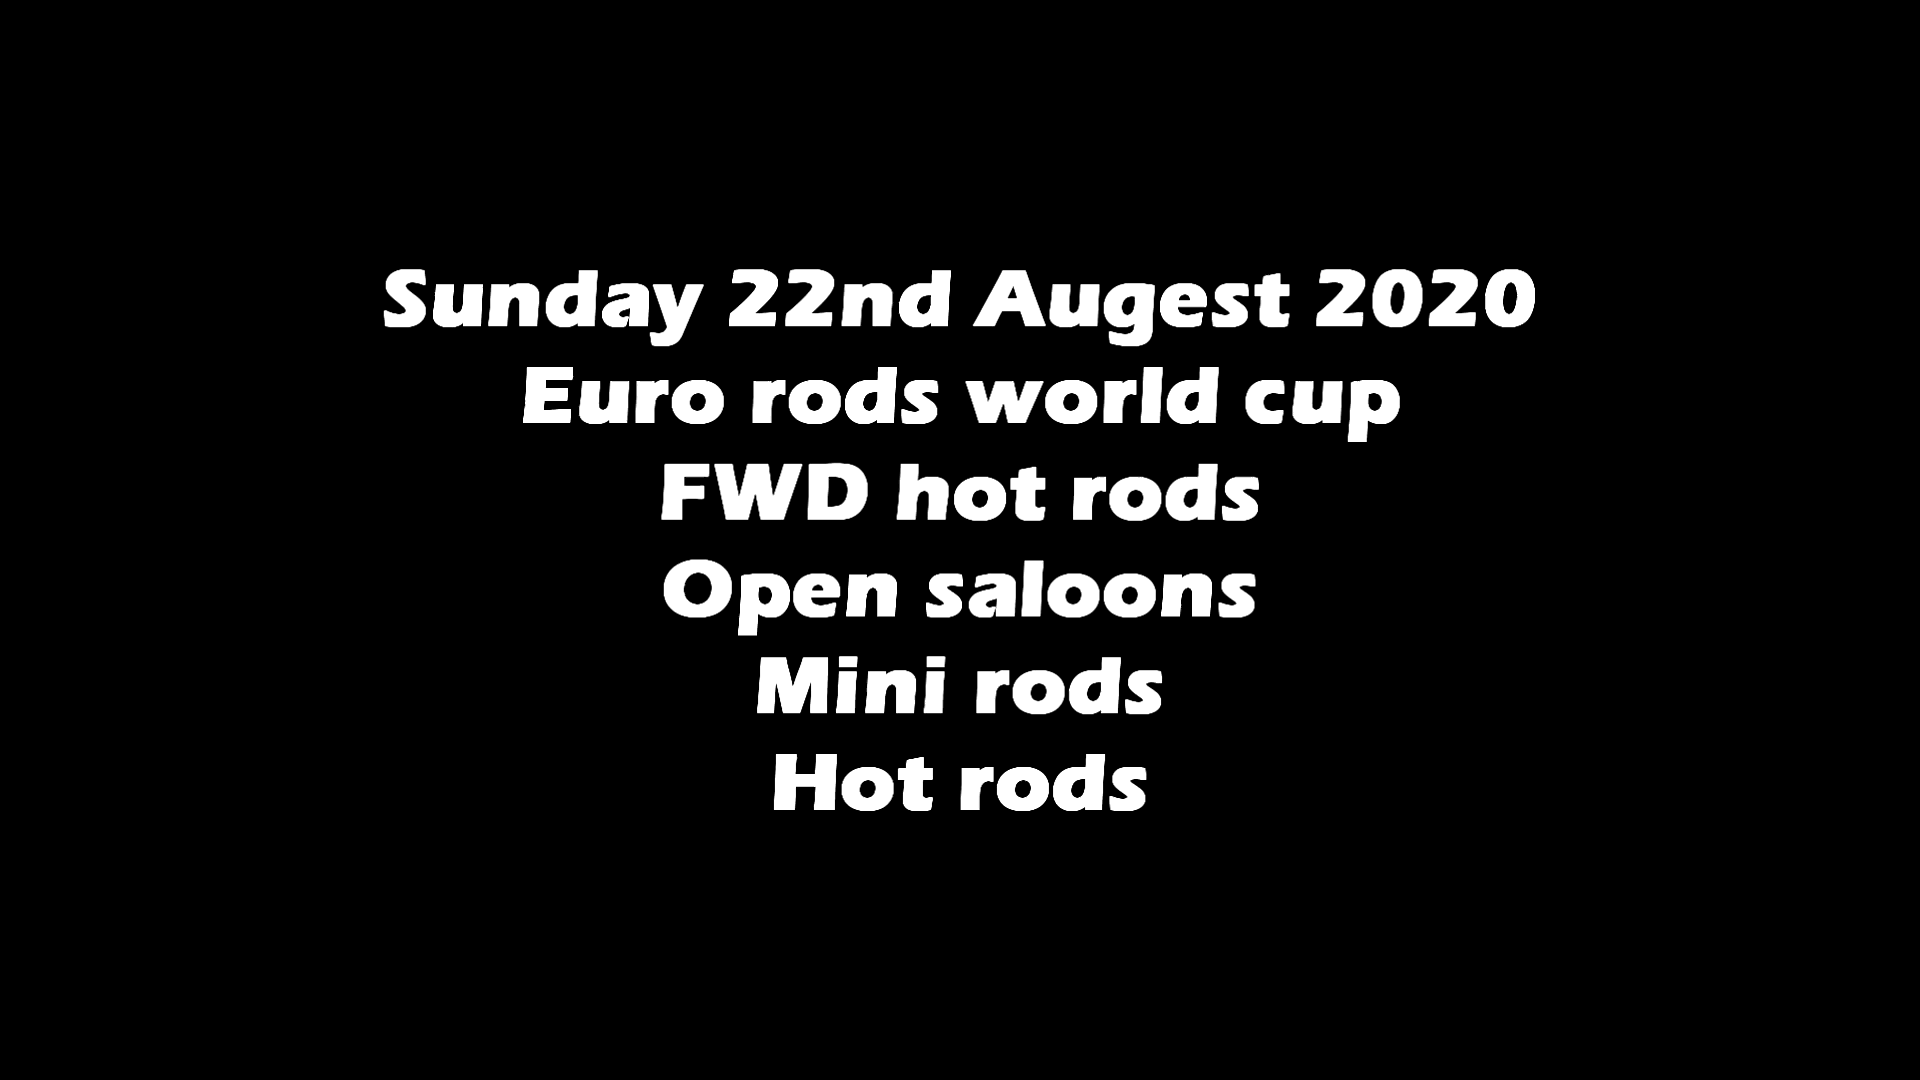 Sunday 22nd Augest 2020
Euro rods world cup
FWD hot rods
Open saloons
Mini rods
Hot rods